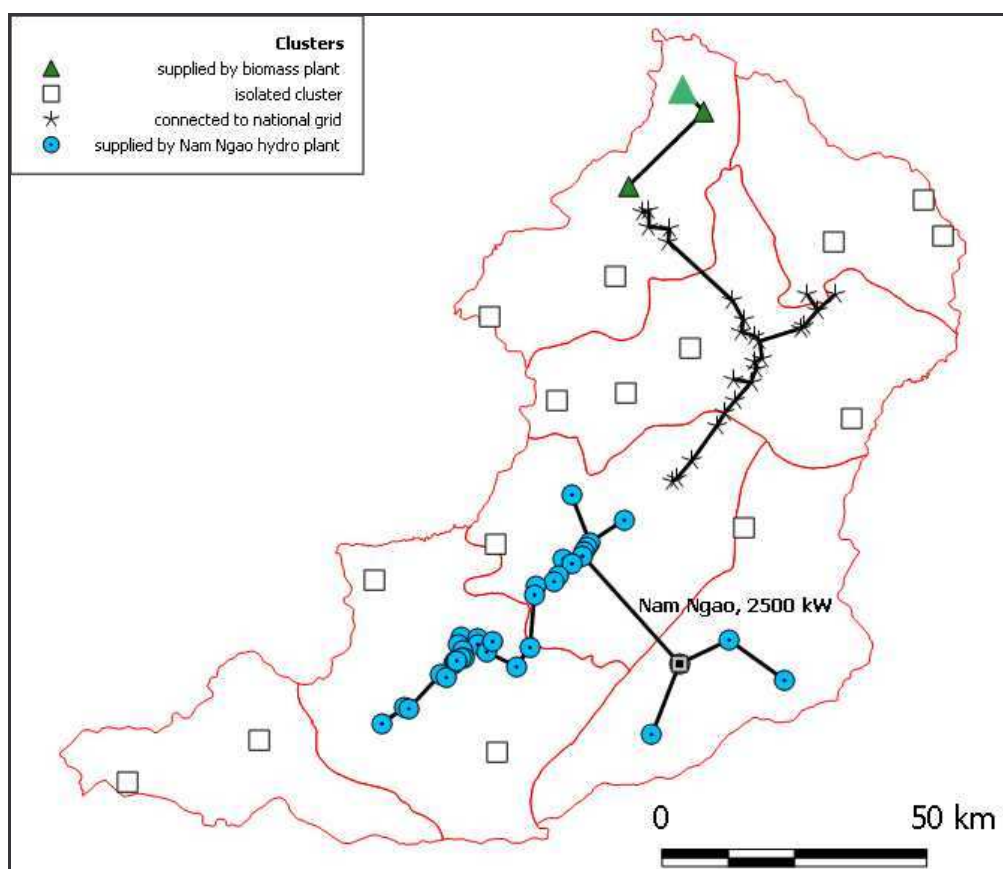 Clusters
supplied by biomass plant
isolated cluster
connected to national grid
supplied by Nam Ngao hydro plant
Nam Ngao, 2500 kW
0 50 km